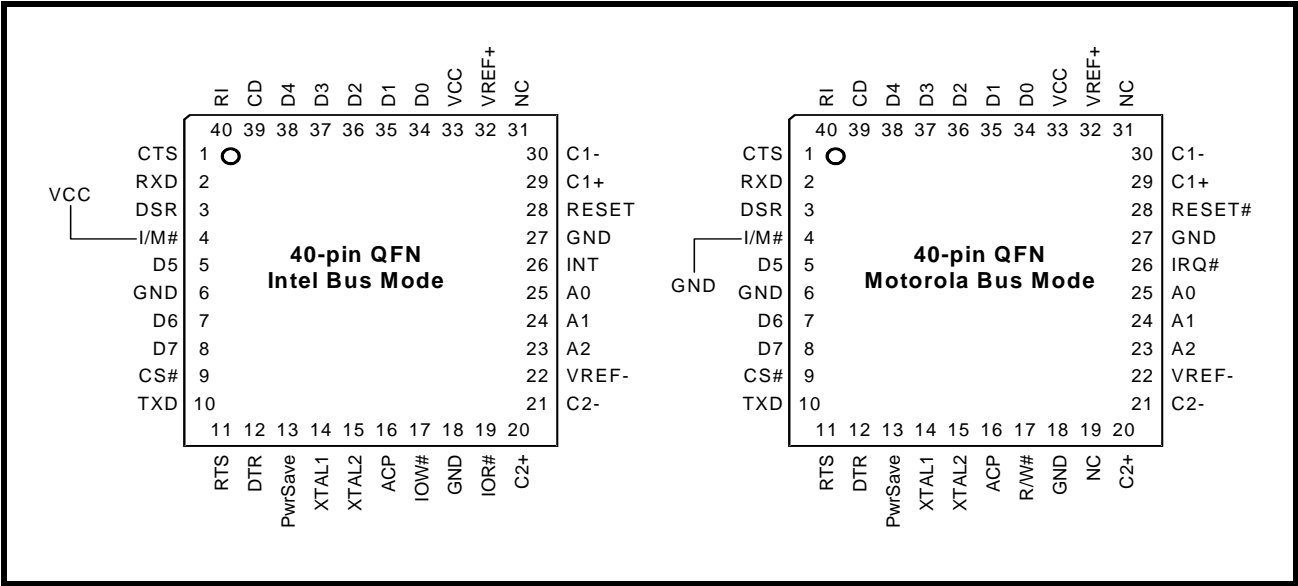 RI CD D4 D3 D2 D1 D0 VCC VREF+ NC
40 39 38 37 36 35 34 33 32 31
CTS 1 30 C1-
RXD 2 29 C1+
VCC
DSR 3 28 RESET
I/M# 4 27 GND
D5 5 26 INT
GND 6 25 A0
D6 7 24 A1
D7 8 23 A2
CS# 9 22 VREF-
TXD 10 21 C2-
40-pin QFN
Intel Bus Mode
11 12 13 14 15 16 17 18 19 20
RTS DTR PwrSave XTAL1 XTAL2 ACP IOW# GND IOR# C2+
RI CD D4 D3 D2 D1 D0 VCC VREF+ NC
40 39 38 37 36 35 34 33 32 31
CTS 1 30 C1-
RXD 2 29 C1+
DSR 3 28 RESET#
I/M# 4 27 GND
D5 5 26 IRQ#
GND
GND 6 25 A0
D6 7 24 A1
D7 8 23 A2
CS# 9 22 VREF-
TXD 10 21 C2-
40-pin QFN
Motorola Bus Mode
11 12 13 14 15 16 17 18 19 20
RTS DTR PwrSave XTAL1 XTAL2 ACP R/W# GND NC C2+